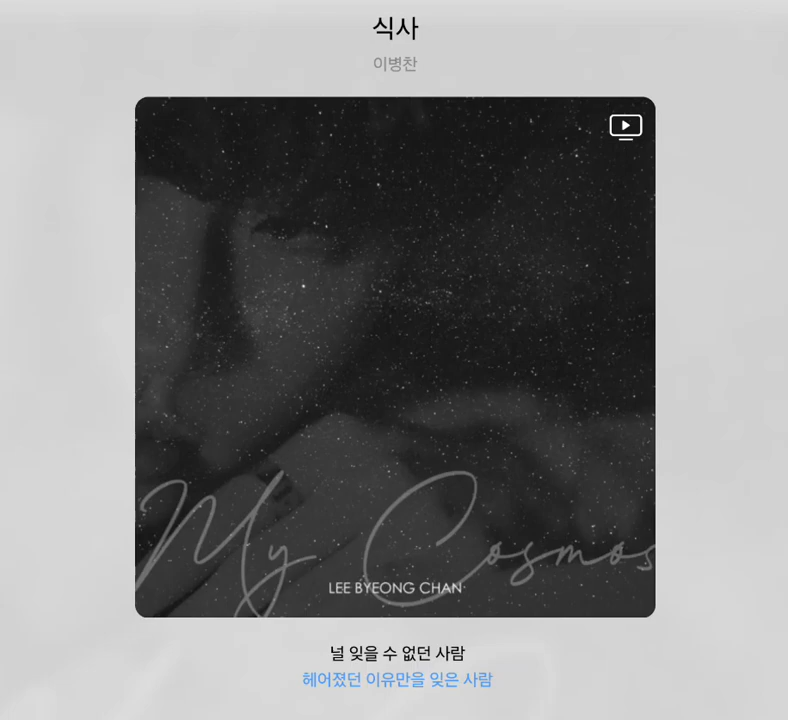 식사
이병찬
My Cosmos
LEE BYEONG CHAN
널 잊을 수 없던 사람
헤어졌던 이유만을 잊은 사람